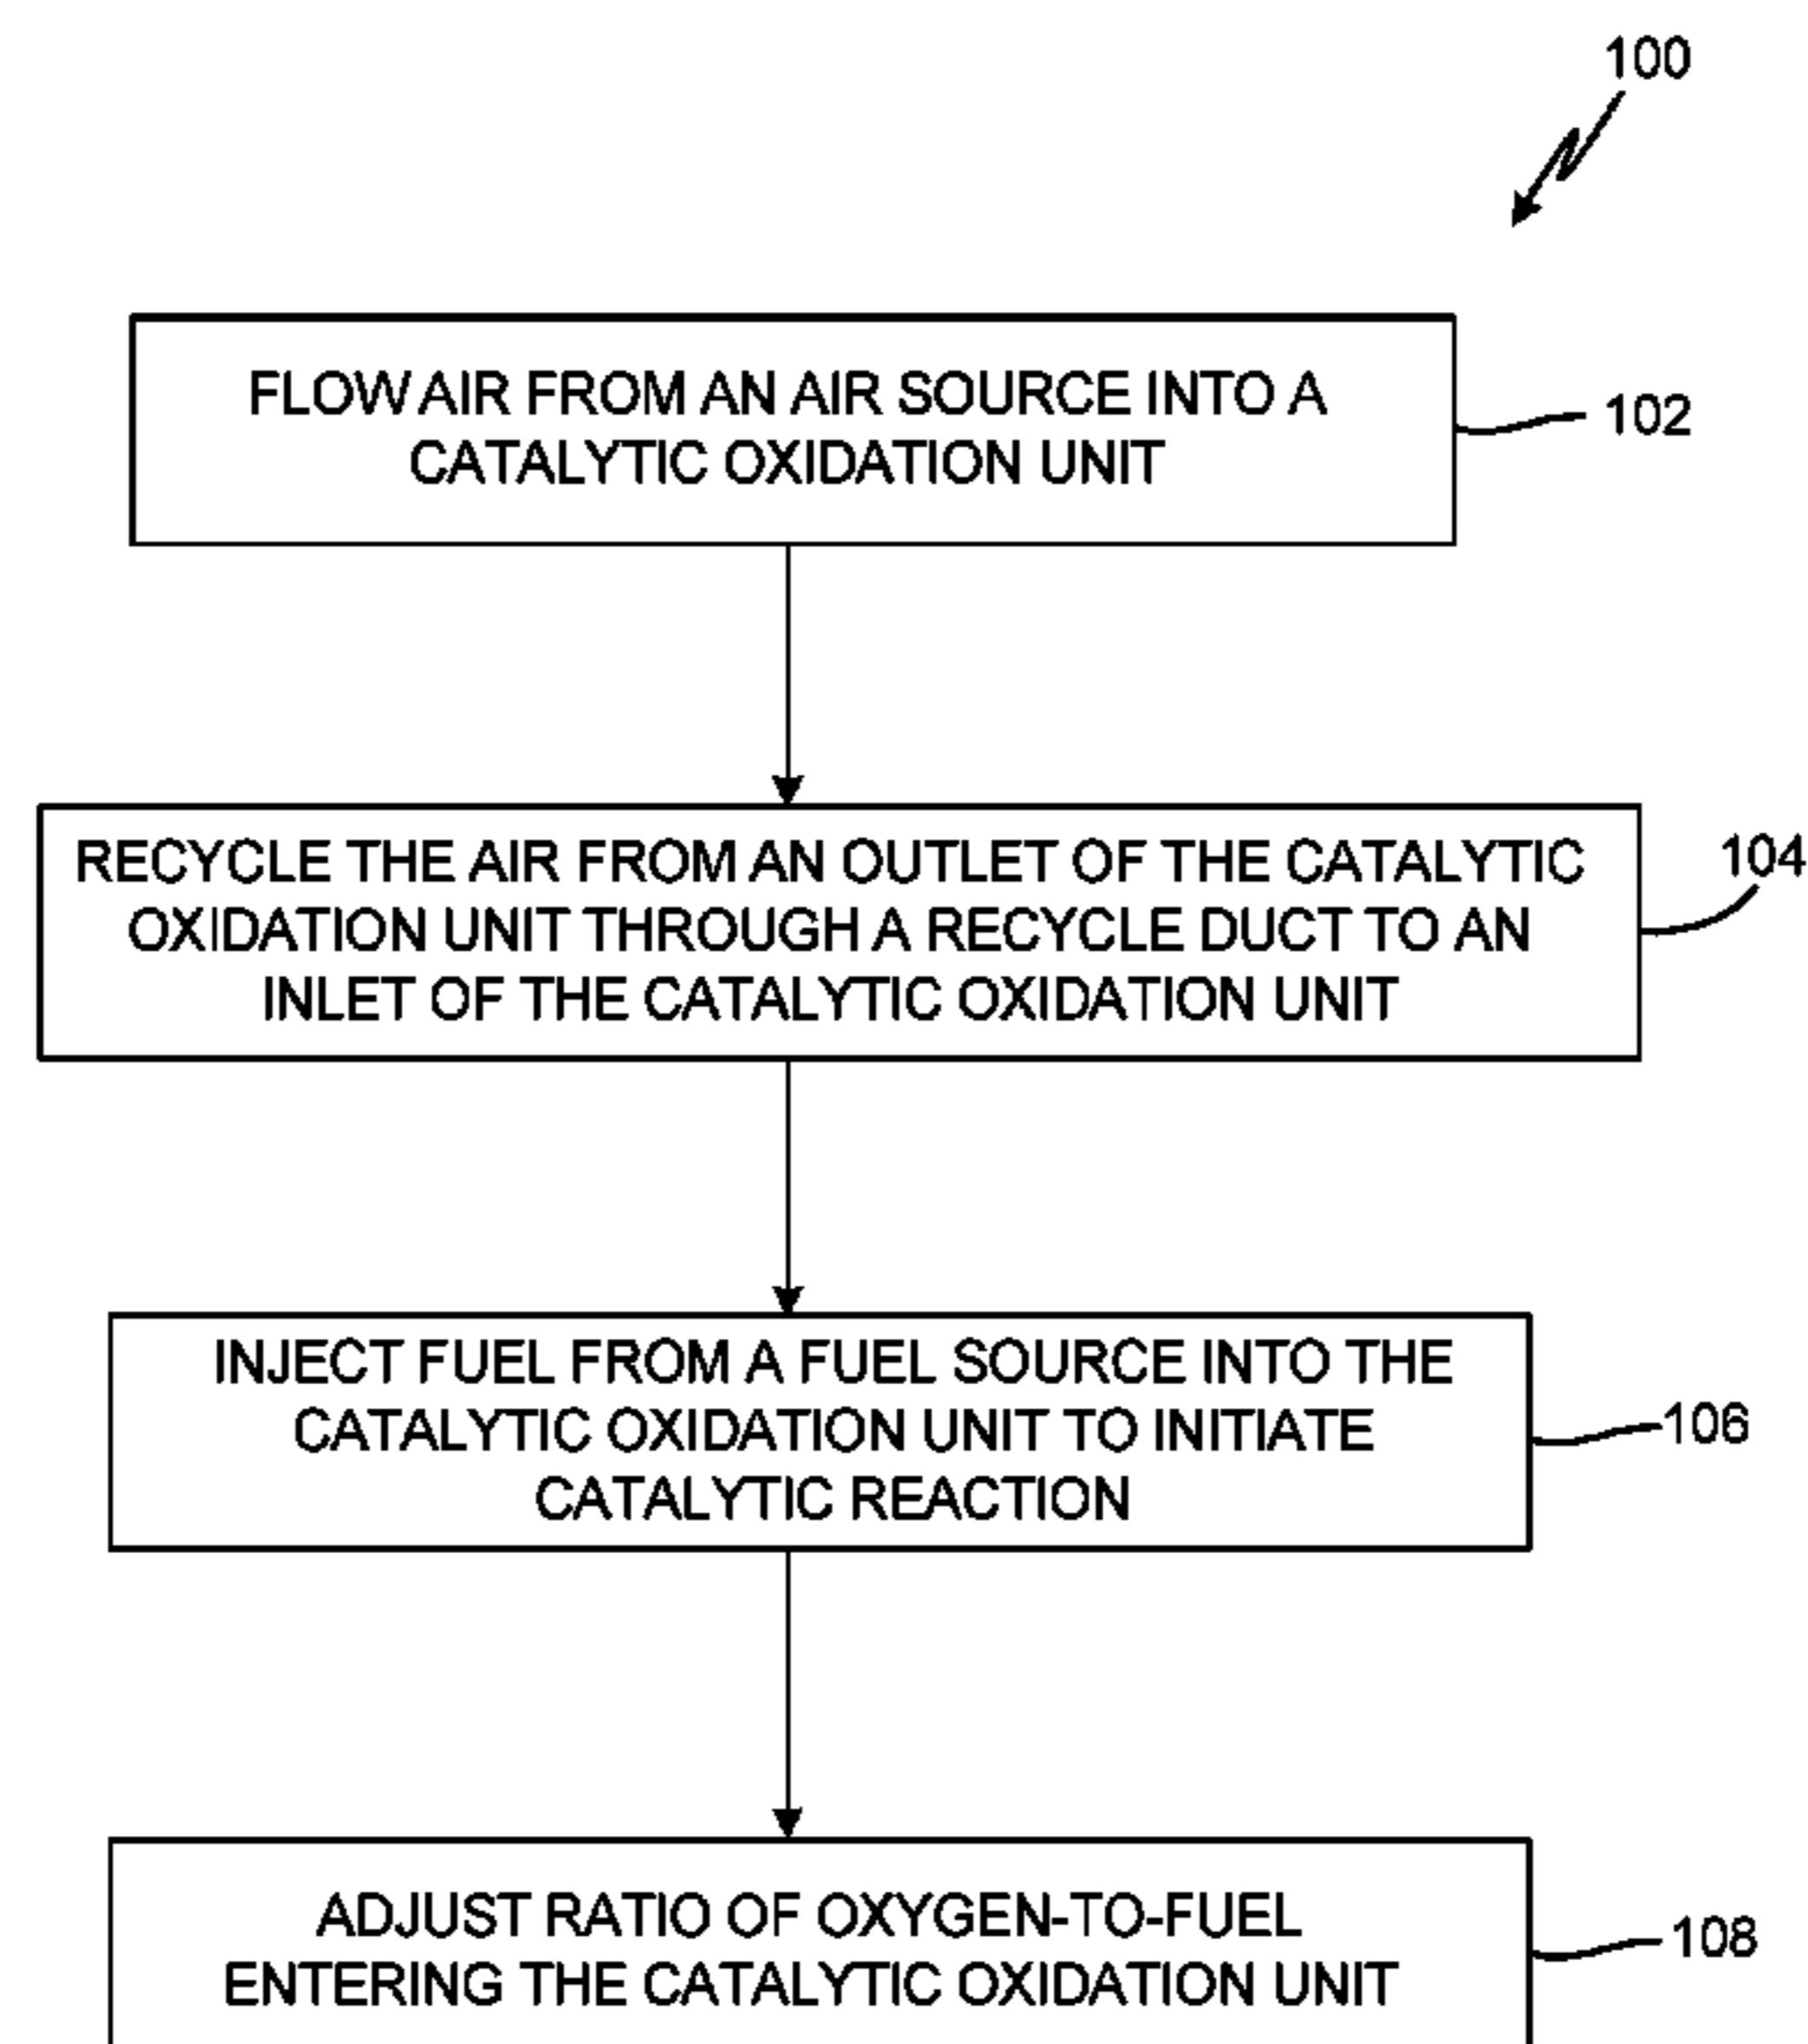 100
FLOW AIR FROM AN AIR SOURCE INTO A
CATALYTIC OXIDATION UNIT
102
RECYCLE THE AIR FROM AN OUTLET OF THE CATALYTIC
OXIDATION UNIT THROUGH A RECYCLE DUCT TO AN
INLET OF THE CATALYTIC OXIDATION UNIT
104
INJECT FUEL FROM A FUEL SOURCE INTO THE
CATALYTIC OXIDATION UNIT TO INITIATE
CATALYTIC REACTION
106
ADJUST RATIO OF OXYGEN-TO-FUEL
ENTERING THE CATALYTIC OXIDATION UNIT
108